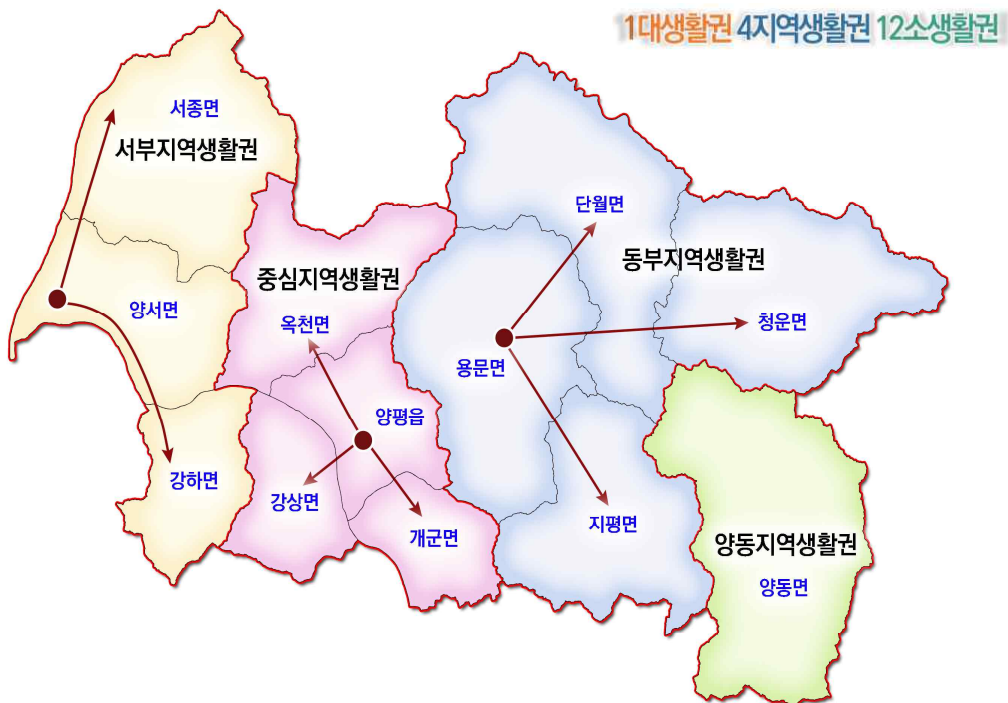 1대생활권 4지역생활권 12소생활권
서종면
서부지역생활권
양서면
강하면
중심지역생활권
옥천면
양평읍
강상면
개군면
단월면
동부지역생활권
청운면
용문면
지평면
양동지역생활권
양동면